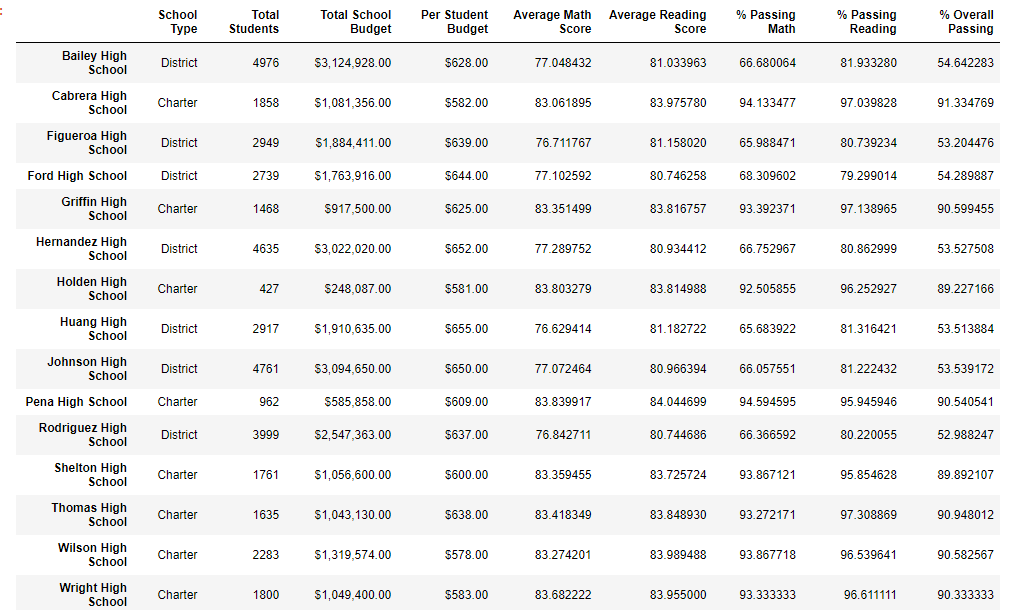 School Type Total Students Total School Budget Per Student Budget Average Math Score Average Reading Score % Passing Math % Passing Reading % Overall Passing
Bailey High School District 4976 $3,124,928.00 $628.00 77.048432 81.033963 66.680064 81.933280 54.642283
Cabrera High School Charter 1858 $1,081,356.00 $582.00 83.061895 83.975780 94.133477 97.039828 91.334769
Figueroa High School District 2949 $1,884,411.00 $639.00 76.711767 81.158020 65.988471 80.739234 53.204476
Ford High School District 2739 $1,763,916.00 $644.00 77.102592 80.746258 68.309602 79.299014 54.289887
Griffin High School Charter 1468 $917,500.00 $625.00 83.351499 83.816757 93.392371 97.138965 90.599455
Hernandez High School District 4635 $3,022,020.00 $652.00 77.289752 80.934412 66.752967 80.862999 53.527508
Holden High School Charter 427 $248,087.00 $581.00 83.803279 83.814988 92.505855 96.252927 89.227166
Huang High School District 2917 $1,910,635.00 $655.00 76.629414 81.182722 65.683922 81.316421 53.513884
Johnson High School District 4761 $3,094,650.00 $650.00 77.072464 80.966394 66.057551 81.222432 53.539172
Pena High School Charter 962 $585,858.00 $609.00 83.839917 84.044699 94.594595 95.945946 90.540541
Rodriguez High School District 3999 $2,547,363.00 $637.00 76.842711 80.744686 66.366592 80.220055 52.988247
Shelton High School Charter 1761 $1,056,600.00 $600.00 83.359455 83.725724 93.867121 95.854628 89.892107
Thomas High School Charter 1635 $1,043,130.00 $638.00 83.418349 83.848930 93.272171 97.308869 90.948012
Wilson High School Charter 2283 $1,319,574.00 $578.00 83.274201 83.989488 93.867718 96.539641 90.582567
Wright High School Charter 1800 $1,049,400.00 $583.00 83.682222 83.955000 93.333333 96.611111 90.333333